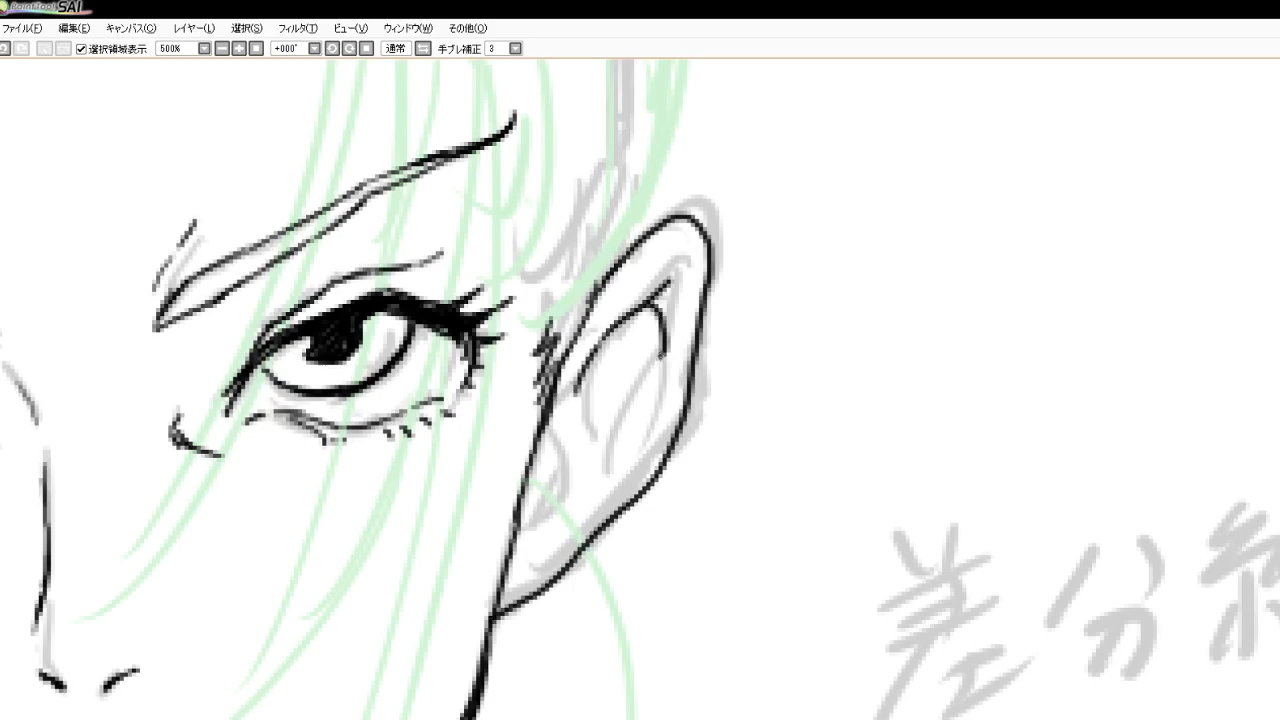 PaintTool SAI
ファイル(F) 編集(E) キャンバス(C) レイヤー(L) 選択(S) フィルタ(T) ビュー(V) ウィンドウ(W) その他(O)
選択領域表示 500% +000° 通常 手ブレ補正 3
差分